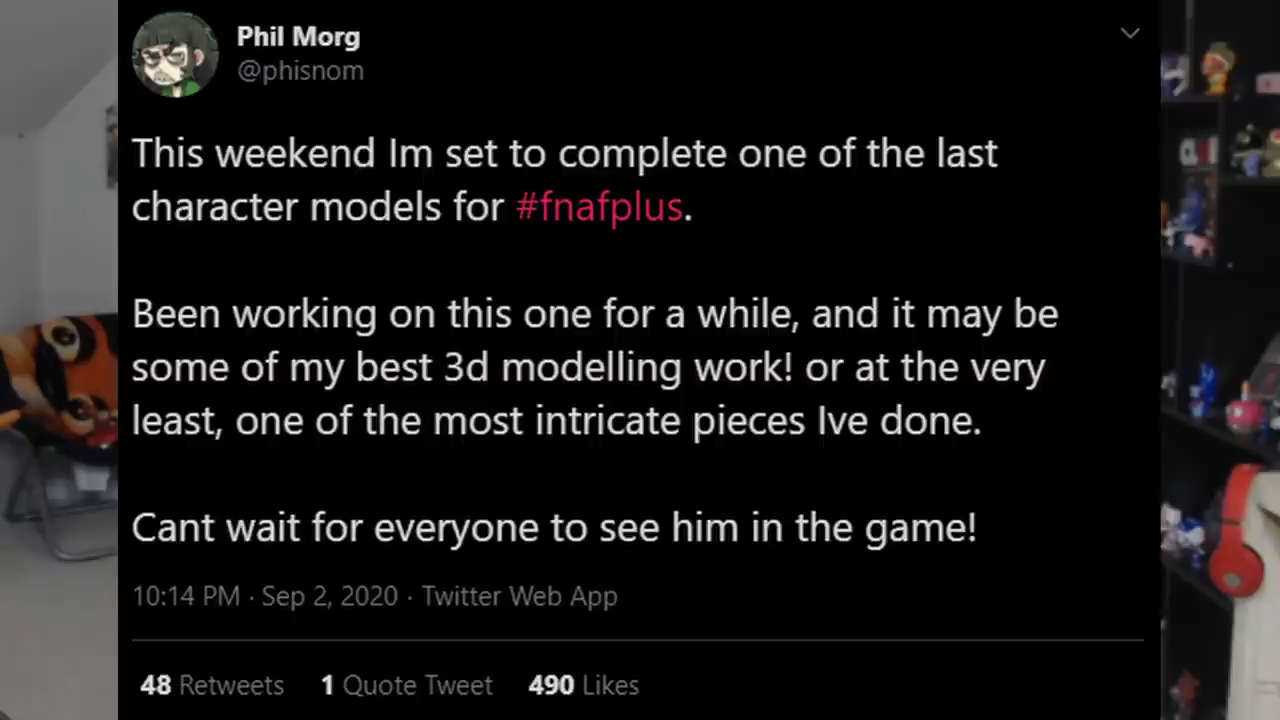 Phil Morg
@phisnom
This weekend Im set to complete one of the last
character models for #fnafplus.
Been working on this one for a while, and it may be
some of my best 3d modelling work! or at the very
least, one of the most intricate pieces Ive done.
Cant wait for everyone to see him in the game!
10:14 PM · Sep 2, 2020 · Twitter Web App
48 Retweets 1 Quote Tweet 490 Likes